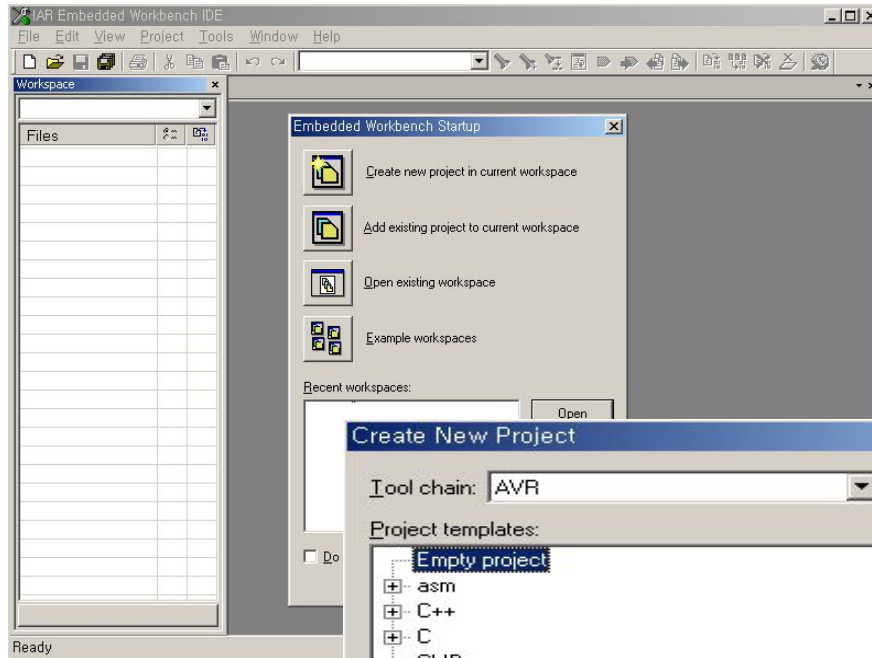 IAR Embedded Workbench IDE
File Edit View Project Tools Window Help
Workspace
Files
Embedded Workbench Startup
Create new project in current workspace
Add existing project to current workspace
Open existing workspace
Example workspaces
Recent workspaces:
Open
Create New Project
Tool chain: AVR
Project templates:
Empty project
asm
C++
C
Do
Ready